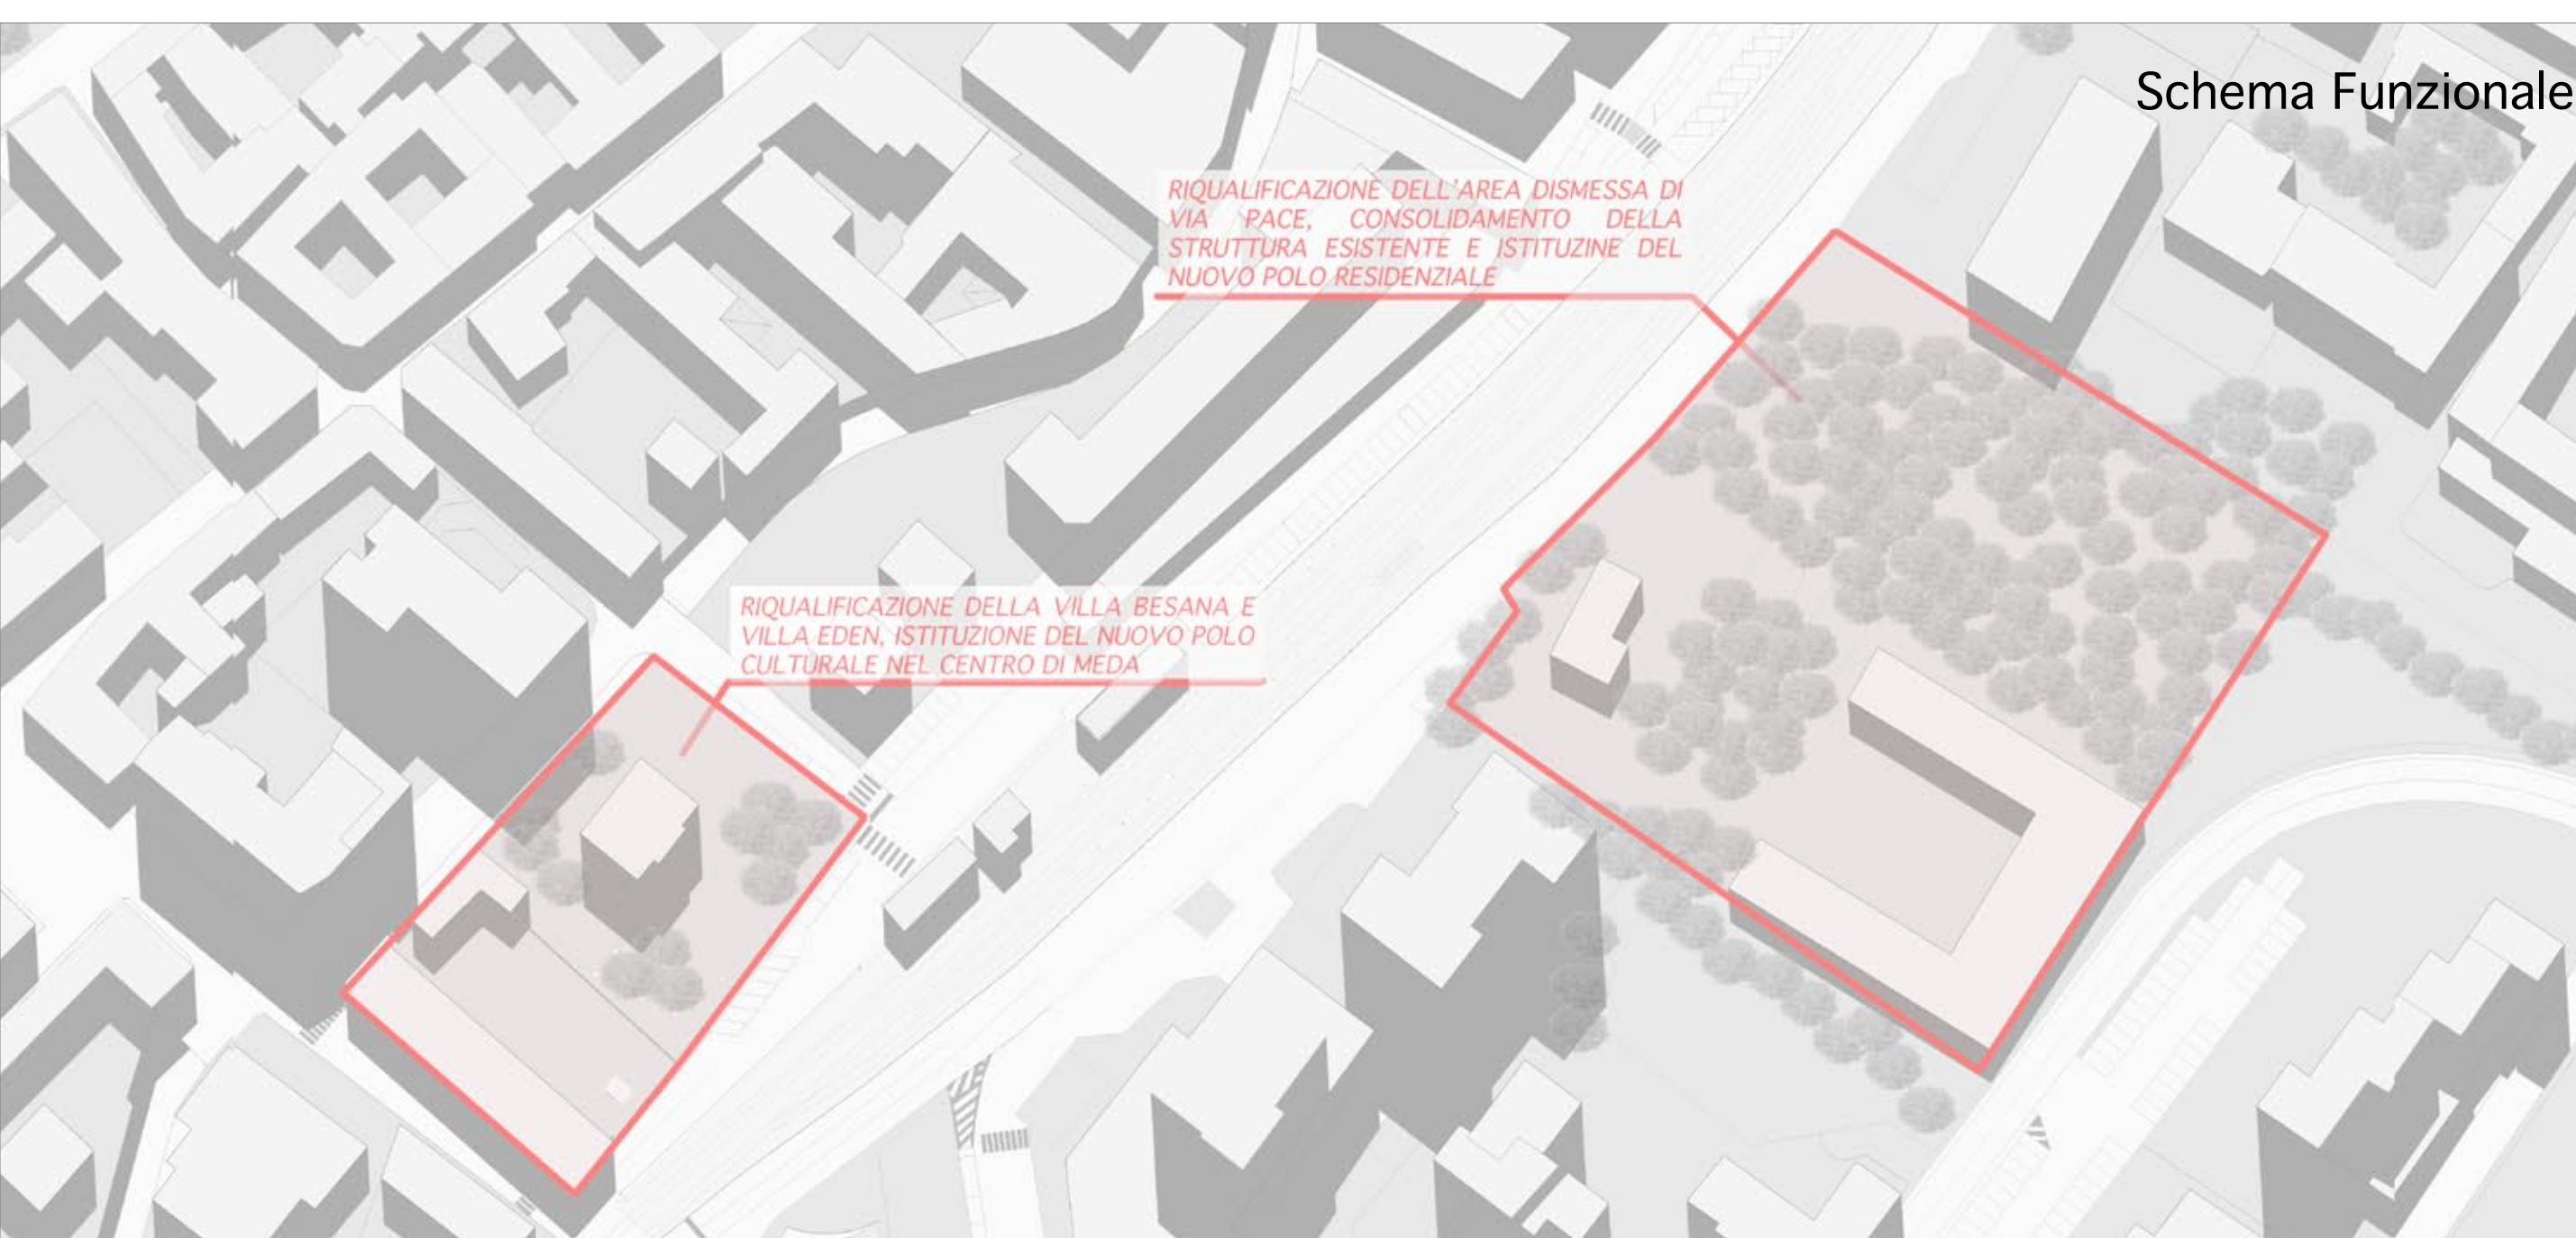 Schema Funzionale
RIQUALIFICAZIONE DELL'AREA DISMESSA DI
VIA PACE, CONSOLIDAMENTO DELLA
STRUTTURA ESISTENTE E ISTITUZINE DEL
NUOVO POLO RESIDENZIALE
RIQUALIFICAZIONE DELLA VILLA BESANA E
VILLA EDEN, ISTITUZIONE DEL NUOVO POLO
CULTURALE NEL CENTRO DI MEDA